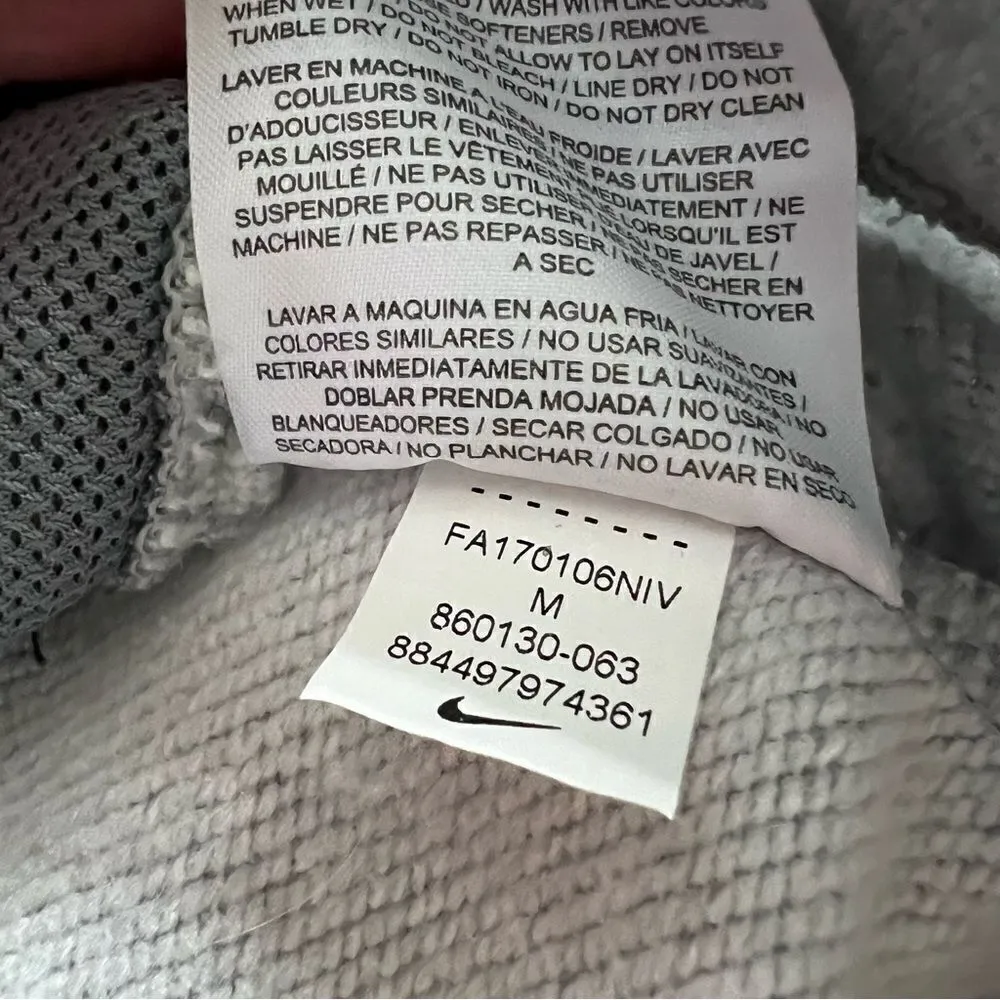 WHEN WET / DO NOT USE SOFTENERS / REMOVE
TUMBLE DRY / DO NOT ALLOW TO LAY ON ITSELF
DO NOT BLEACH / LINE DRY / DO NOT
DO NOT IRON / DO NOT DRY CLEAN
LAVER EN MACHINE A L'EAU FROIDE / LAVER AVEC
COULEURS SIMILAIRES / NE PAS UTILISER
D'ADOUCISSEUR / ENLEVER IMMEDIATEMENT / NE
PAS LAISSER LE VÊTEMENT LORSQU'IL EST
MOUILLÉ / NE PAS UTILISER DE JAVEL /
SUSPENDRE POUR SECHER / NE PAS SECHER EN
MACHINE / NE PAS REPASSER / NE PAS NETTOYER
A SEC
LAVAR A MAQUINA EN AGUA FRIA / LAVAR CON
COLORES SIMILARES / NO USAR SUAVIZANTES /
RETIRAR INMEDIATAMENTE DE LA LAVADORA / NO
DOBLAR PRENDA MOJADA / NO USAR
BLANQUEADORES / SECAR COLGADO / NO USAR
SECADORA / NO PLANCHAR / NO LAVAR EN SECO
FA170106NIV
M
860130-063
884497974361